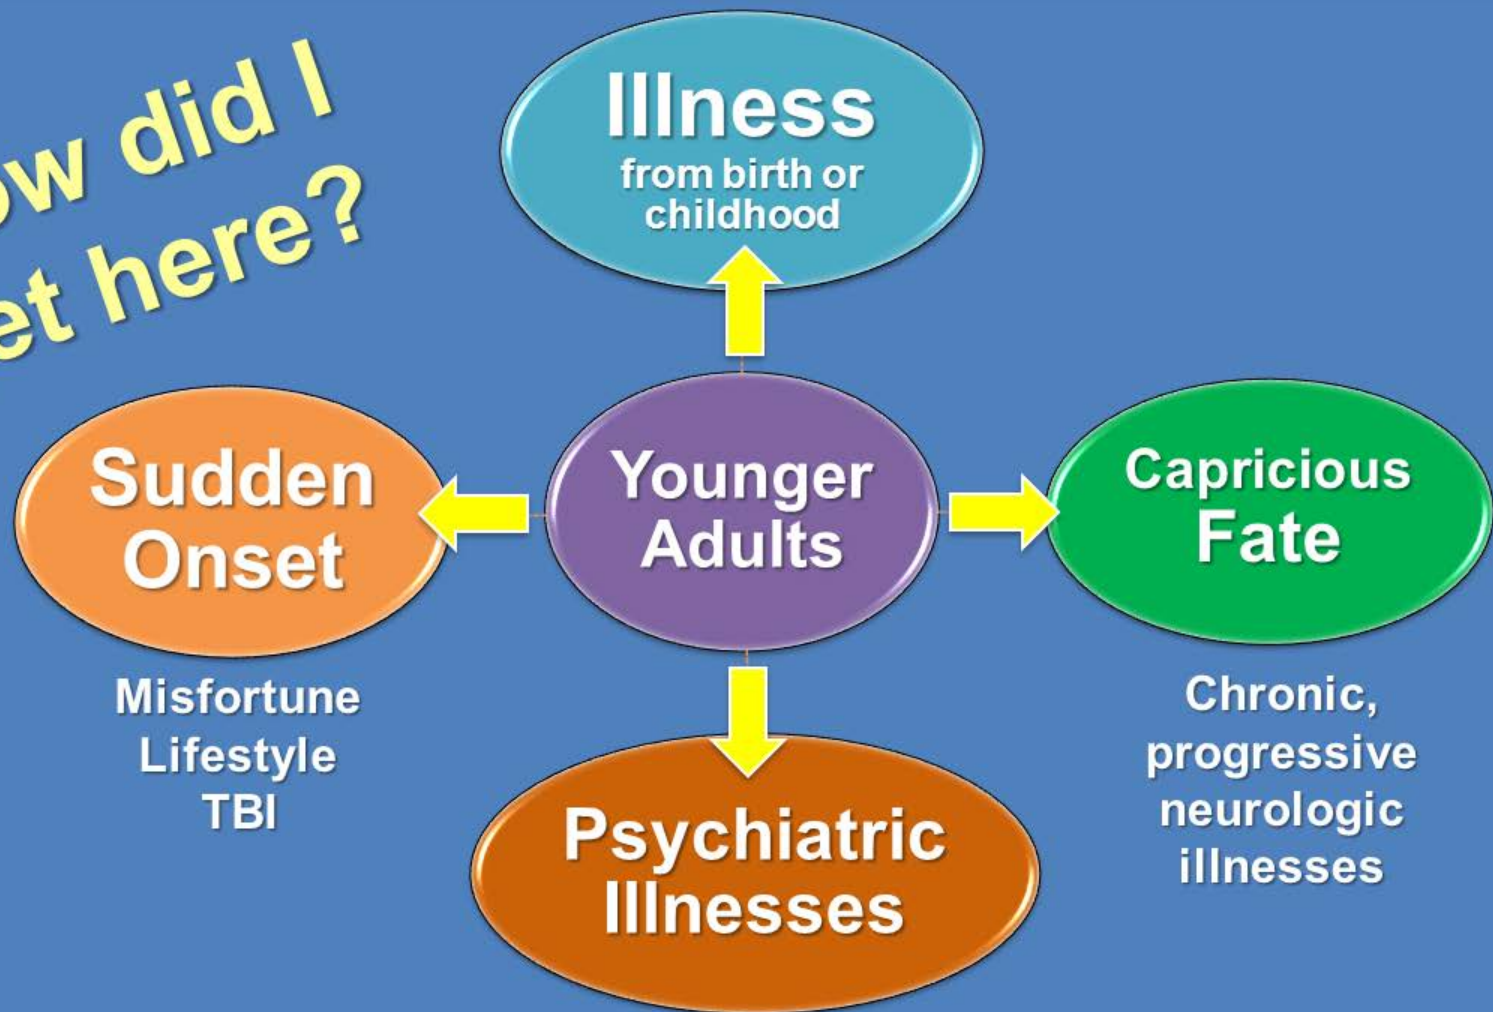 ow did I
et here?
Illness
from birth or
childhood
Sudden
Onset
Misfortune
Lifestyle
TBI
Younger
Adults
Capricious
Fate
Chronic,
progressive
neurologic
illnesses
Psychiatric
Illnesses